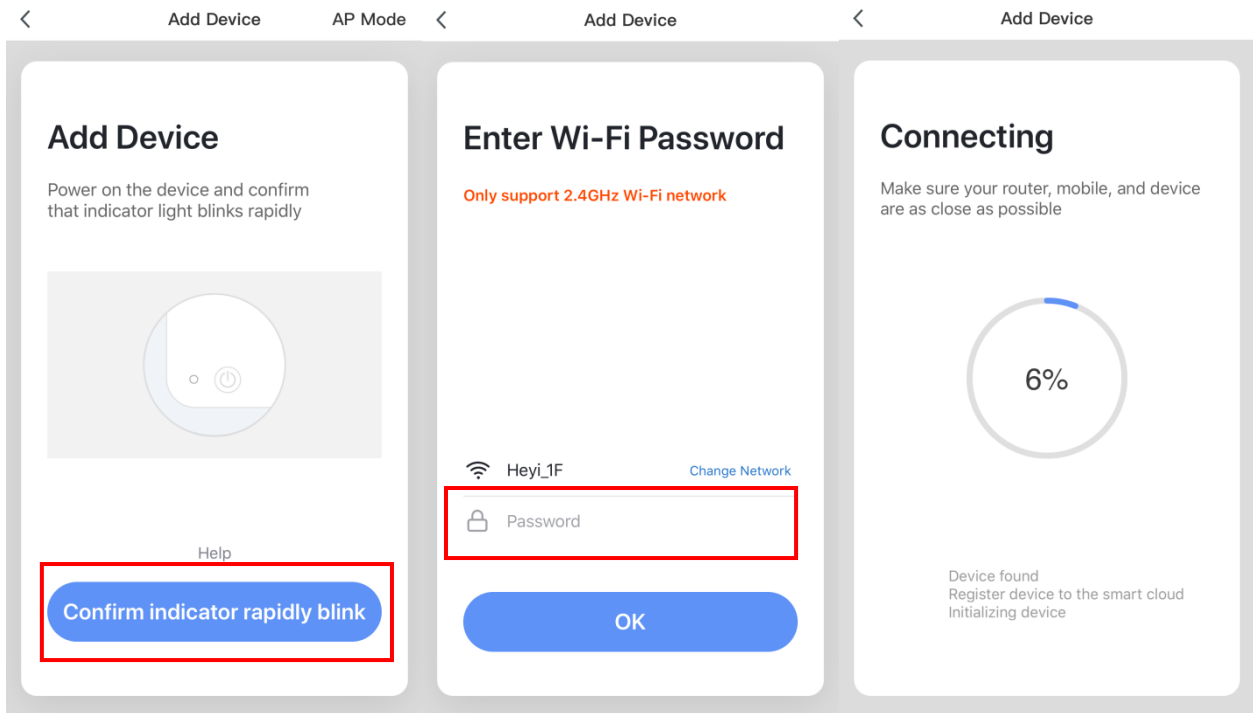 Add Device
AP Mode
Add Device
Power on the device and confirm
that indicator light blinks rapidly
Help
Confirm indicator rapidly blink
Add Device
Enter Wi-Fi Password
Only support 2.4GHz Wi-Fi network
Heyi_1F
Change Network
Password
OK
Add Device
Connecting
Make sure your router, mobile, and device
are as close as possible
6%
Device found
Register device to the smart cloud
Initializing device